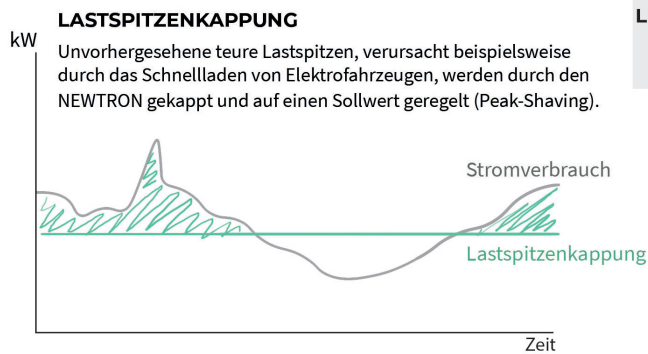 LASTSPITZENKAPPUNG
kW
Unvorhergesehene teure Lastspitzen, verursacht beispielsweise
durch das Schnellladen von Elektrofahrzeugen, werden durch den
NEWTRON gekappt und auf einen Sollwert geregelt (Peak-Shaving).
Stromverbrauch
Lastspitzenkappung
Zeit
L